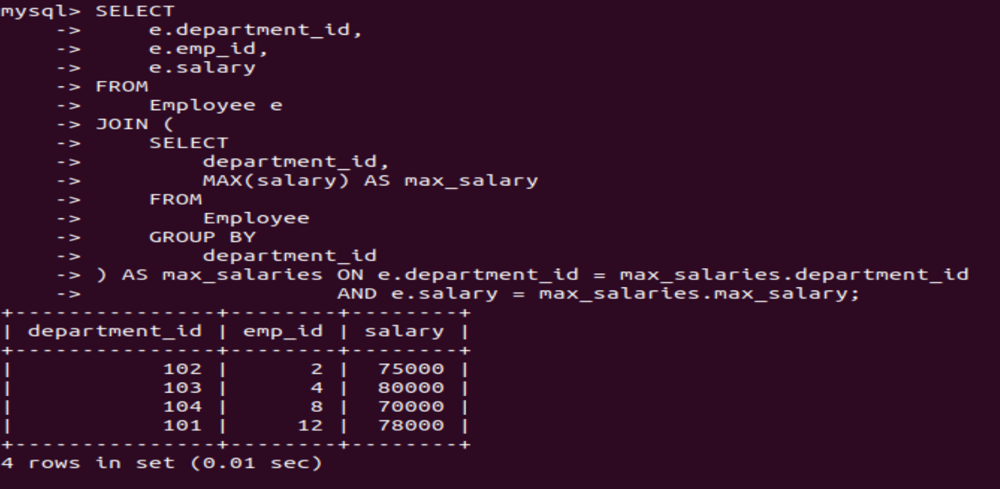 mysql> SELECT
    ->     e.department_id,
    ->     e.emp_id,
    ->     e.salary
    -> FROM
    ->     Employee e
    -> JOIN (
    ->     SELECT
    ->         department_id,
    ->         MAX(salary) AS max_salary
    ->     FROM
    ->         Employee
    ->     GROUP BY
    ->         department_id
    -> ) AS max_salaries ON e.department_id = max_salaries.department_id
    ->                   AND e.salary = max_salaries.max_salary;
+---------------+--------+--------+
| department_id | emp_id | salary |
+---------------+--------+--------+
|           102 |      2 |  75000 |
|           103 |      4 |  80000 |
|           104 |      8 |  70000 |
|           101 |     12 |  78000 |
+---------------+--------+--------+
4 rows in set (0.01 sec)